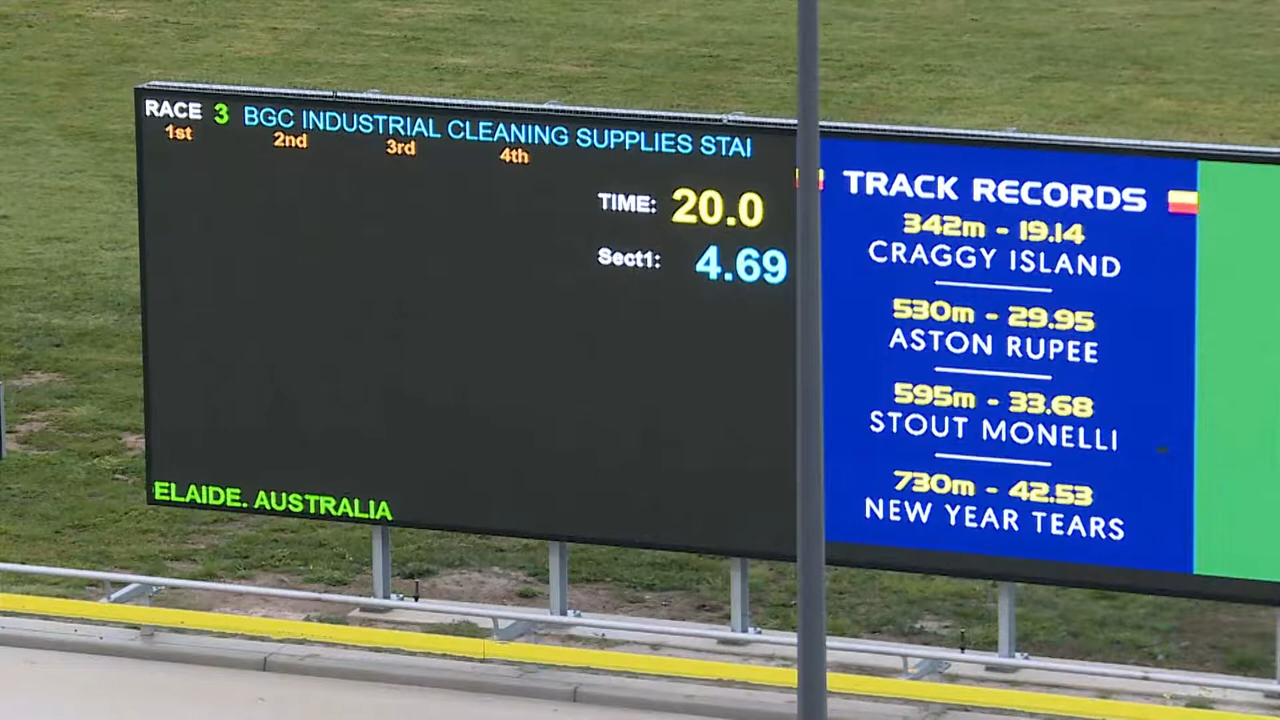 RACE 3 BGC INDUSTRIAL CLEANING SUPPLIES STAI
1st 2nd 3rd 4th
TIME: 20.0
Sect1: 4.69
ELAIDE. AUSTRALIA
TRACK RECORDS
342m - 19.14
CRAGGY ISLAND
530m - 29.95
ASTON RUPEE
595m - 33.68
STOUT MONELLI
730m - 42.53
NEW YEAR TEARS